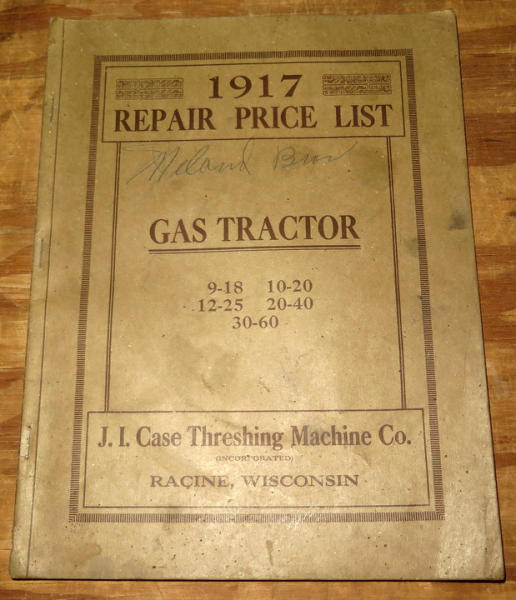 1917
REPAIR PRICE LIST
GAS TRACTOR
9-18 10-20
12-25 20-40
30-60
J. I. Case Threshing Machine Co.
(INCORPORATED)
RACINE, WISCONSIN